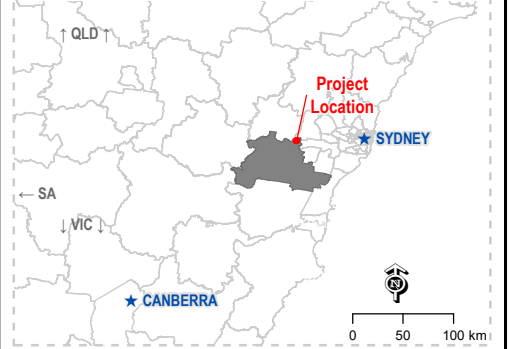 ↑ QLD ↑
Project
Location
SYDNEY
← SA
↓ VIC ↓
N
CANBERRA
0 50 100 km